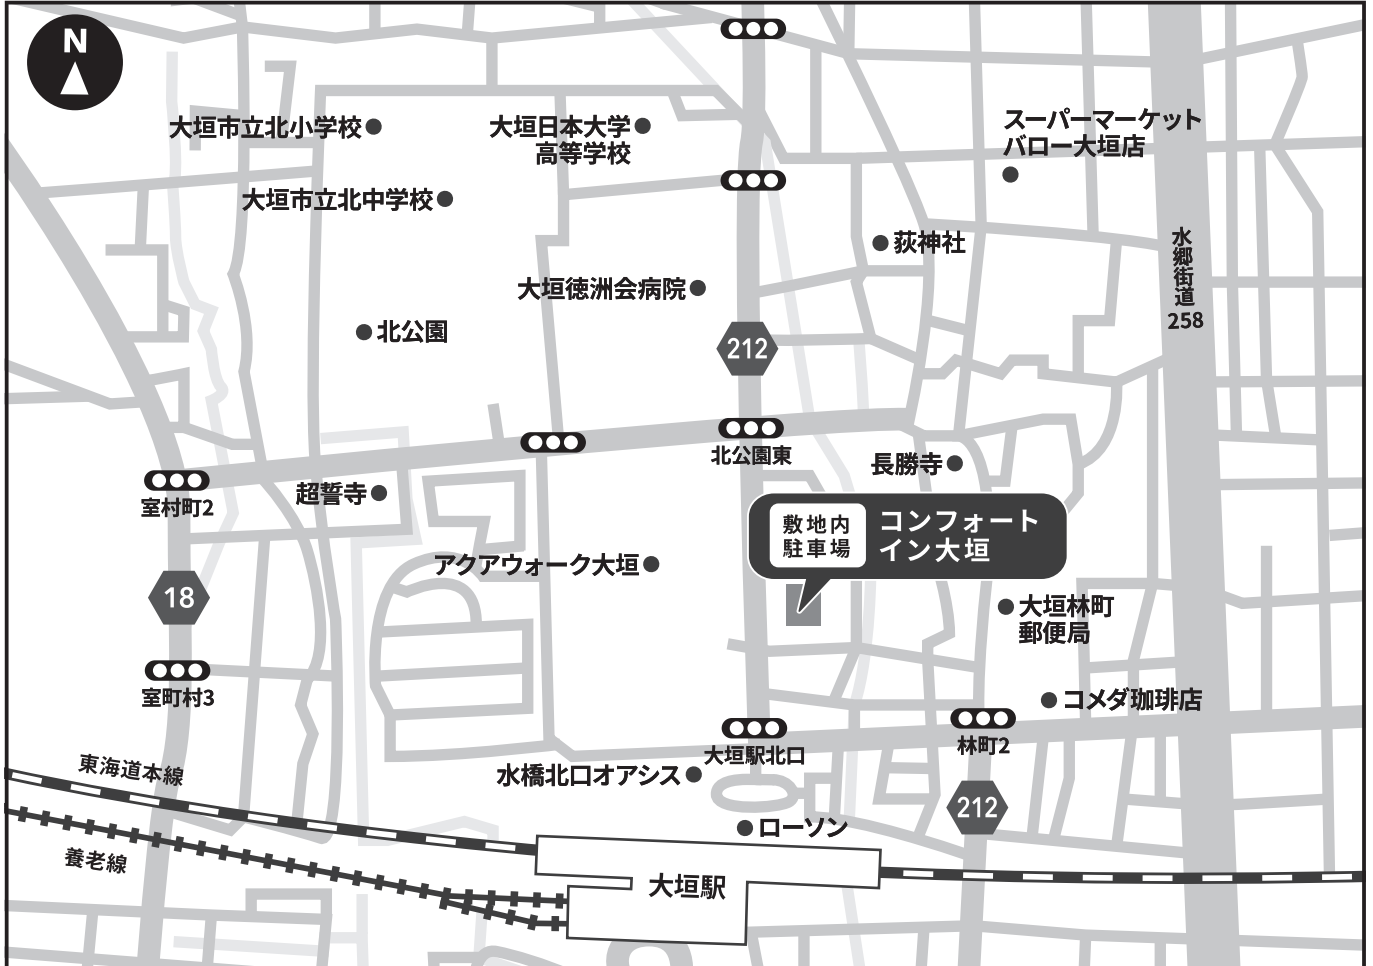 N
大垣市立北小学校
大垣日本大学
高等学校
スーパーマーケット
バロー大垣店
大垣市立北中学校
荻神社
水郷街道
258
大垣徳洲会病院
北公園
212
北公園東
長勝寺
室村町2
超誓寺
敷地内
駐車場
コンフォート
イン大垣
アクアウォーク大垣
18
大垣林町
郵便局
室町村3
コメダ珈琲店
大垣駅北口
林町2
東海道本線
水橋北口オアシス
212
ローソン
養老線
大垣駅